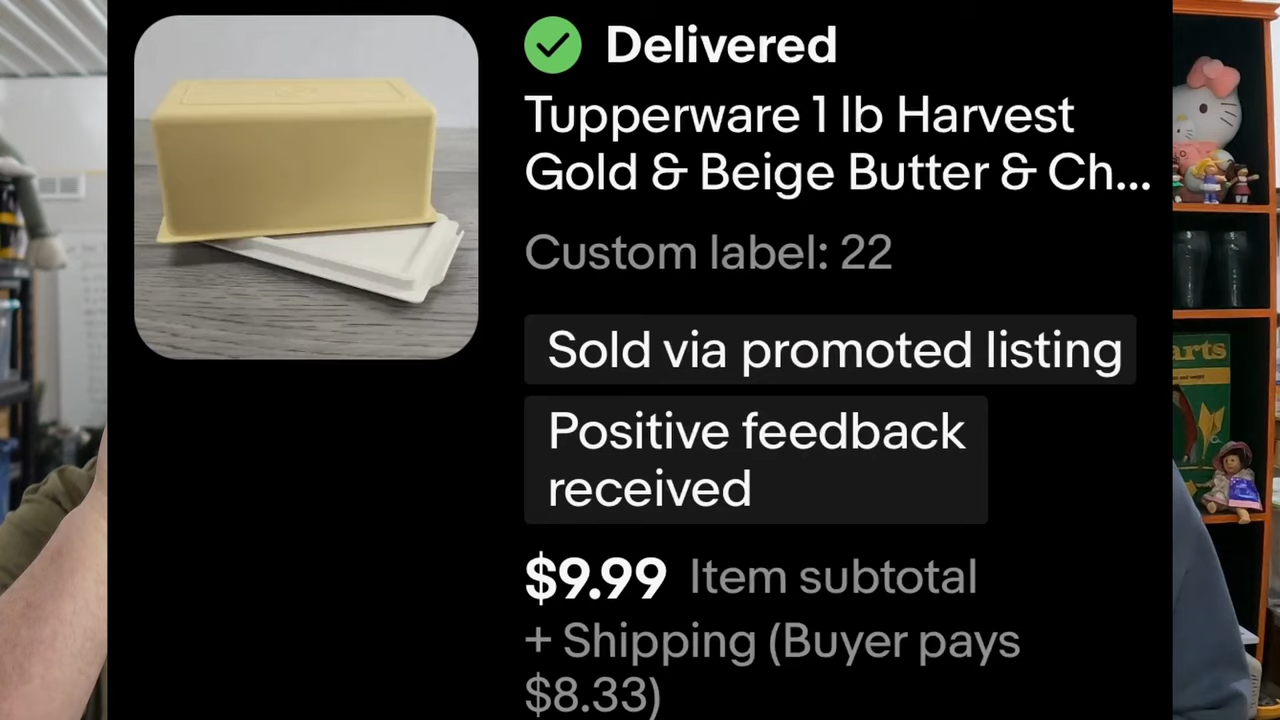 Delivered
Tupperware 1 lb Harvest
Gold & Beige Butter & Ch...
Custom label: 22
Sold via promoted listing
Positive feedback
received
$9.99 Item subtotal
+ Shipping (Buyer pays
$8.33)
arts